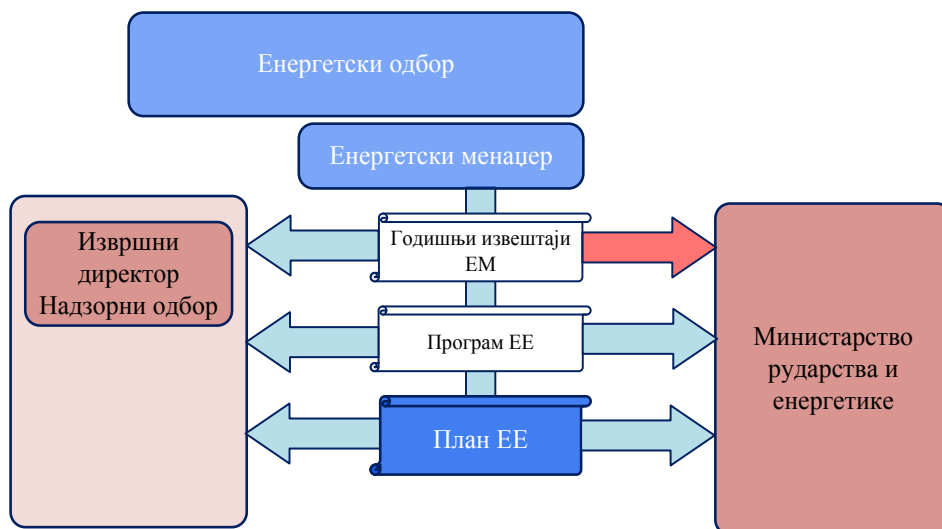 Енергетски одбор
Енергетски менаџер
Извршни
директор
Надзорни одбор
Годишњи извештаји
ЕМ
Програм ЕЕ
План ЕЕ
Министарство
рударства и
енергетике